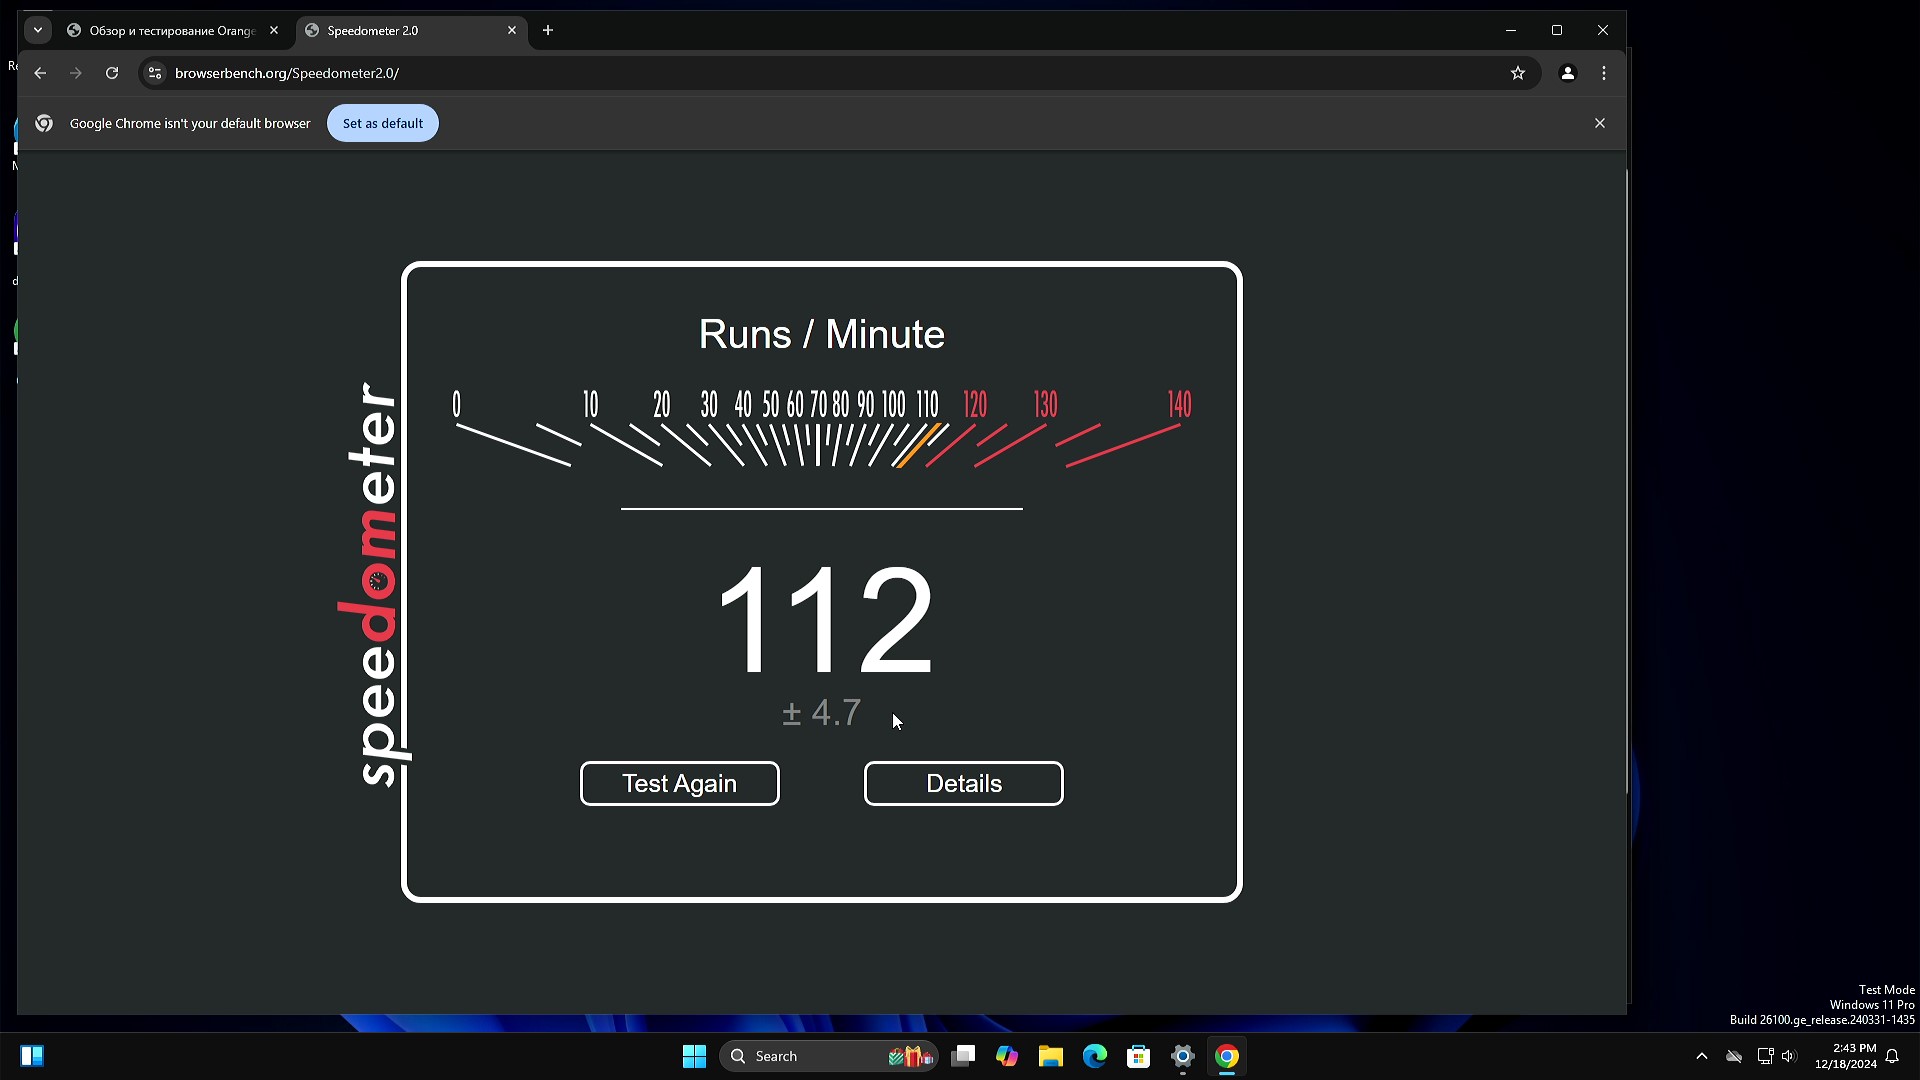 Обзор и тестирование Orange
Speedometer 2.0
browserbench.org/Speedometer2.0/
Google Chrome isn't your default browser
Set as default
Runs / Minute
0 10 20 30 40 50 60 70 80 90 100 110 120 130 140
speedometer
112
± 4.7
Test Again
Details
Test Mode
Windows 11 Pro
Build 26100.ge_release.240331-1435
Search
2:43 PM
12/18/2024